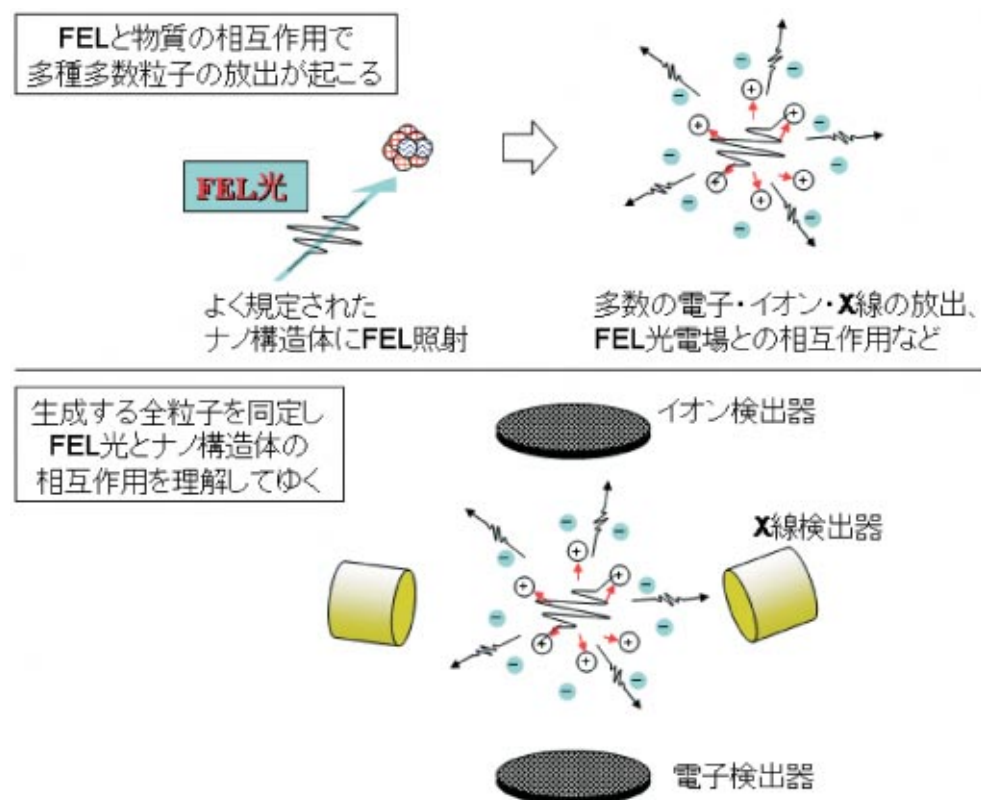 FELと物質の相互作用で
多種多数粒子の放出が起こる
FEL光
よく規定された
ナノ構造体にFEL照射
多数の電子・イオン・X線の放出、
FEL光電場との相互作用など
生成する全粒子を同定し
FEL光とナノ構造体の
相互作用を理解してゆく
イオン検出器
X線検出器
電子検出器